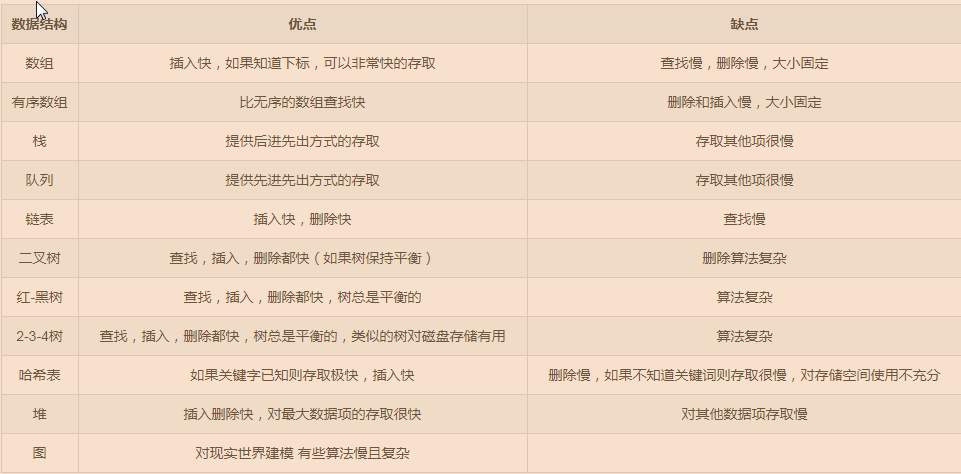 数据结构 优点 缺点
数组 插入快，如果知道下标，可以非常快的存取 查找慢，删除慢，大小固定
有序数组 比无序的数组查找快 删除和插入慢，大小固定
栈 提供后进先出方式的存取 存取其他项很慢
队列 提供先进先出方式的存取 存取其他项很慢
链表 插入快，删除快 查找慢
二叉树 查找，插入，删除都快（如果树保持平衡） 删除算法复杂
红-黑树 查找，插入，删除都快，树总是平衡的 算法复杂
2-3-4树 查找，插入，删除都快，树总是平衡的，类似的树对磁盘存储有用 算法复杂
哈希表 如果关键字已知则存取极快，插入快 删除慢，如果不知道关键词则存取很慢，对存储空间使用不充分
堆 插入删除快，对最大数据项的存取很快 对其他数据项存取慢
图 对现实世界建模 有些算法慢且复杂